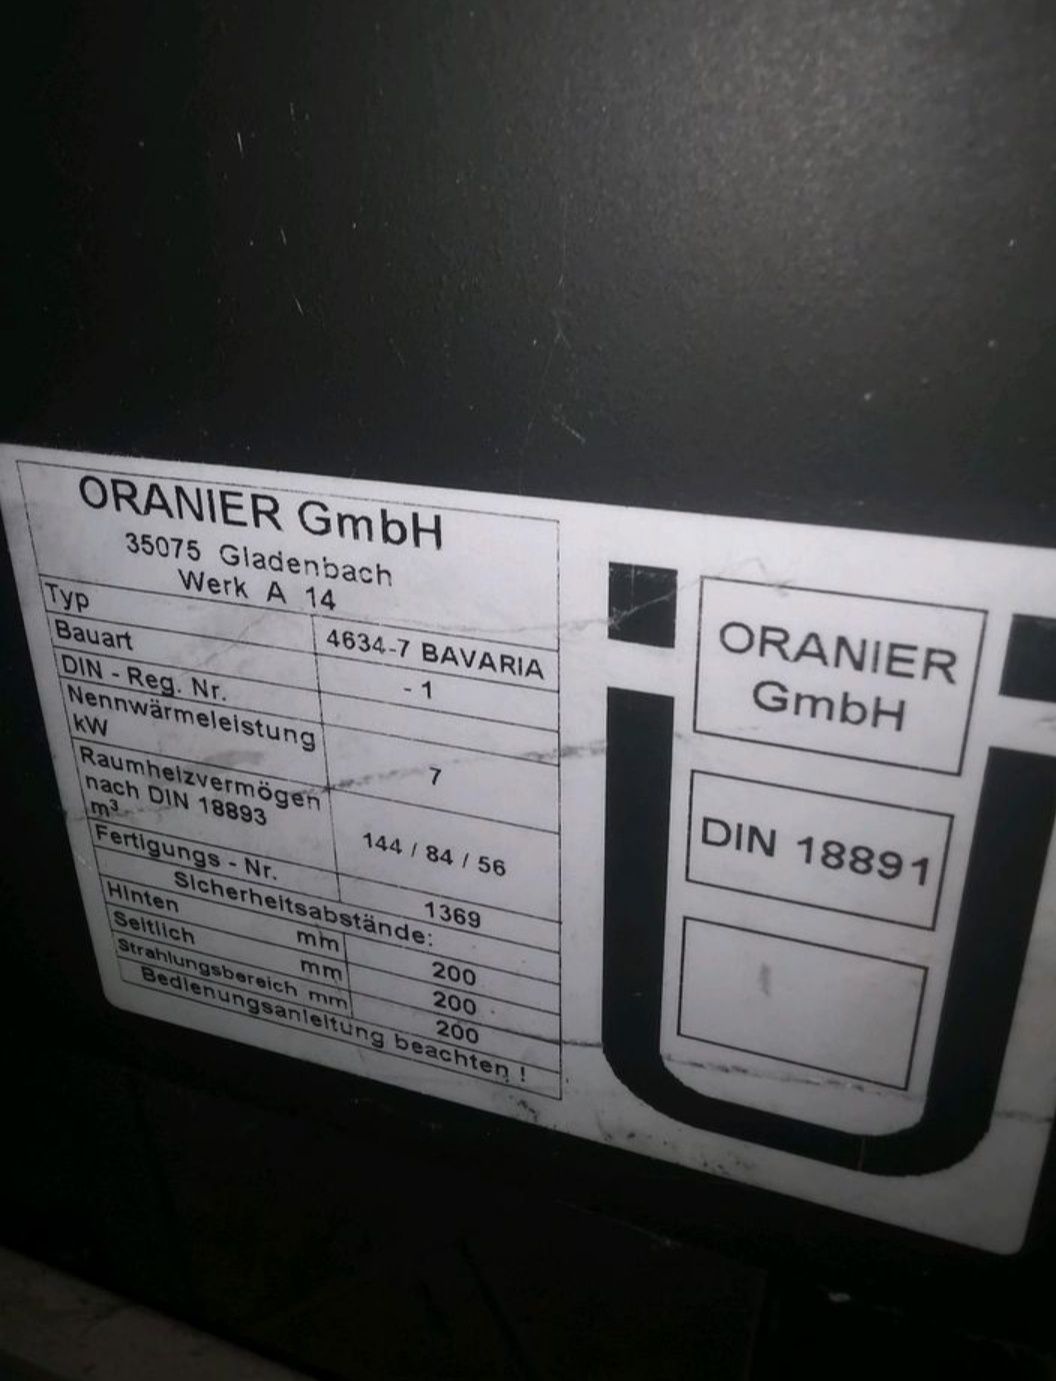 ORANIER GmbH
35075 Gladenbach
Werk A 14
Typ 4634-7 BAVARIA
Bauart - 1
DIN - Reg. Nr.
Nennwärmeleistung
kW 7
Raumheizvermögen
nach DIN 18893
m³ 144 / 84 / 56
Fertigungs - Nr. 1369
Sicherheitsabstände:
Hinten mm 200
Seitlich mm 200
Strahlungsbereich mm 200
Bedienungsanleitung beachten !
ORANIER
GmbH
DIN 18891